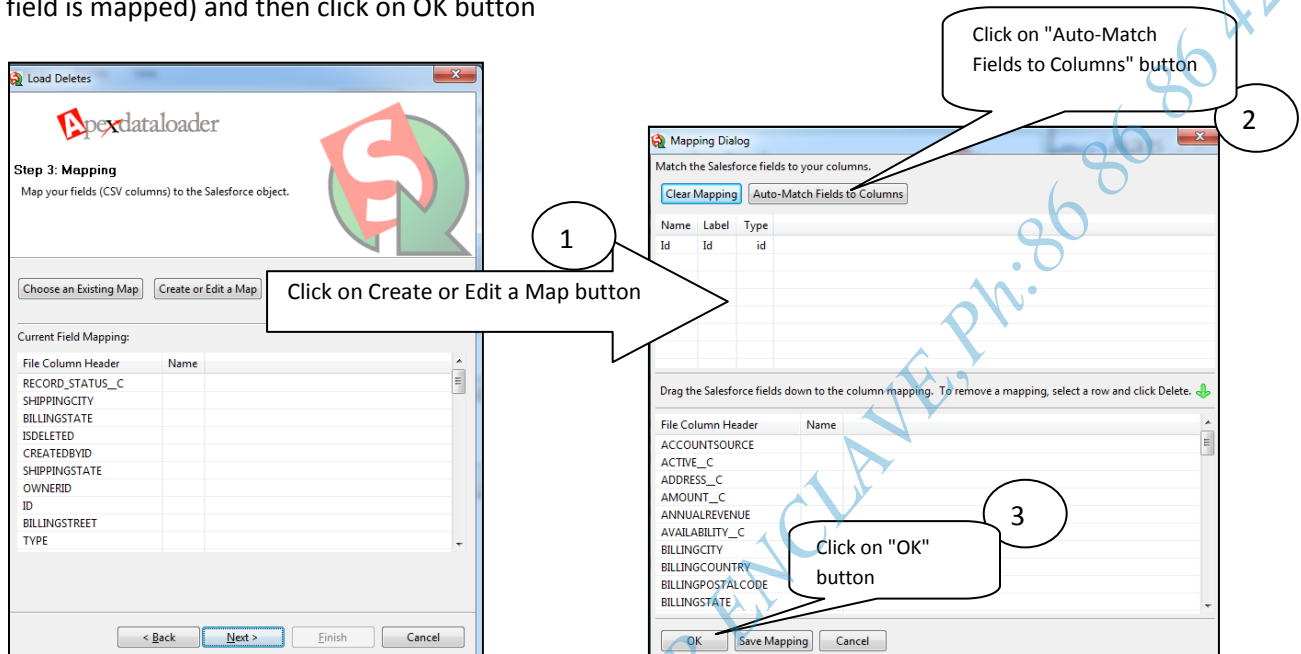 field is mapped) and then click on OK button
Load Deletes
Apexdataloader
Step 3: Mapping
Map your fields (CSV columns) to the Salesforce object.
Choose an Existing Map
Create or Edit a Map
Current Field Mapping:
File Column Header Name
RECORD_STATUS__C
SHIPPINGCITY
BILLINGSTATE
ISDELETED
CREATEDBYID
SHIPPINGSTATE
OWNERID
ID
BILLINGSTREET
TYPE
< Back
Next >
Finish
Cancel
1
Click on Create or Edit a Map button
Click on "Auto-Match
Fields to Columns" button
2
Mapping Dialog
Match the Salesforce fields to your columns.
Clear Mapping
Auto-Match Fields to Columns
Name Label Type
Id Id id
Drag the Salesforce fields down to the column mapping. To remove a mapping, select a row and click Delete.
File Column Header Name
ACCOUNTSOURCE
ACTIVE__C
ADDRESS__C
AMOUNT__C
ANNUALREVENUE
AVAILABILITY__C
BILLINGCITY
BILLINGCOUNTRY
BILLINGPOSTALCODE
BILLINGSTATE
3
Click on "OK"
button
OK
Save Mapping
Cancel
ENCLAVE,Ph:86 86 86 42